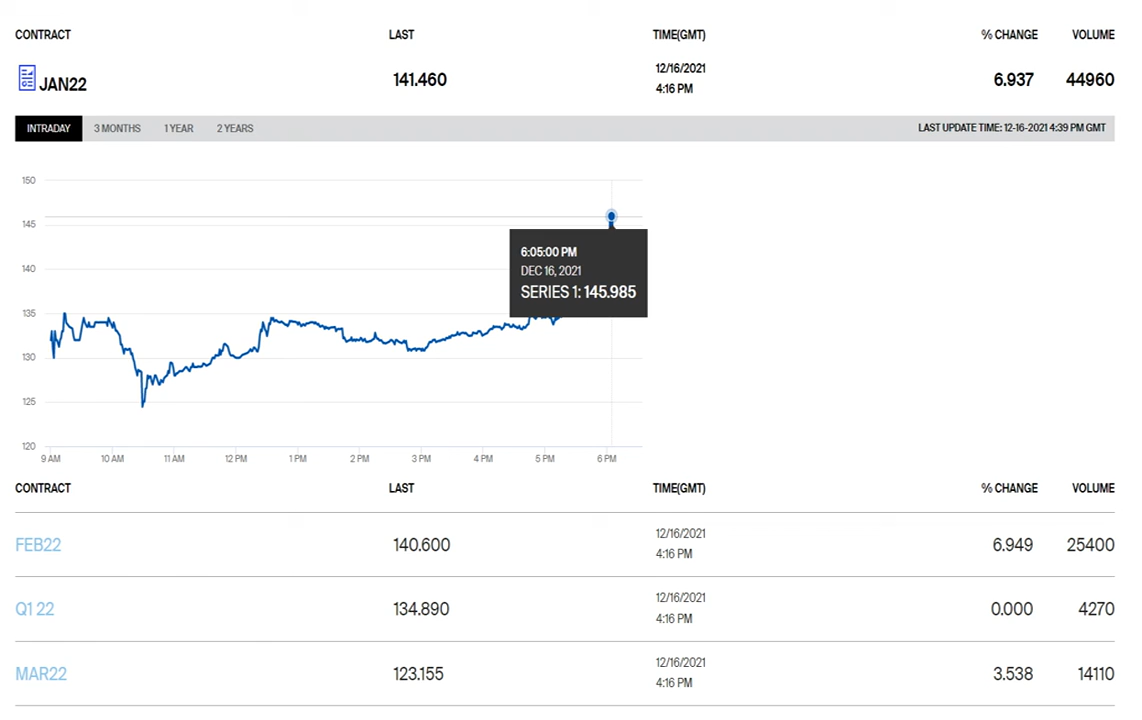 CONTRACT LAST TIME(GMT) % CHANGE VOLUME
JAN22 141.460 12/16/2021 4:16 PM 6.937 44960
INTRADAY 3 MONTHS 1 YEAR 2 YEARS LAST UPDATE TIME: 12-16-2021 4:39 PM GMT
150
145
140
135
130
125
120
6:05:00 PM
DEC 16, 2021
SERIES 1: 145.985
9 AM 10 AM 11 AM 12 PM 1 PM 2 PM 3 PM 4 PM 5 PM 6 PM
CONTRACT LAST TIME(GMT) % CHANGE VOLUME
FEB22 140.600 12/16/2021 4:16 PM 6.949 25400
Q1 22 134.890 12/16/2021 4:16 PM 0.000 4270
MAR22 123.155 12/16/2021 4:16 PM 3.538 14110